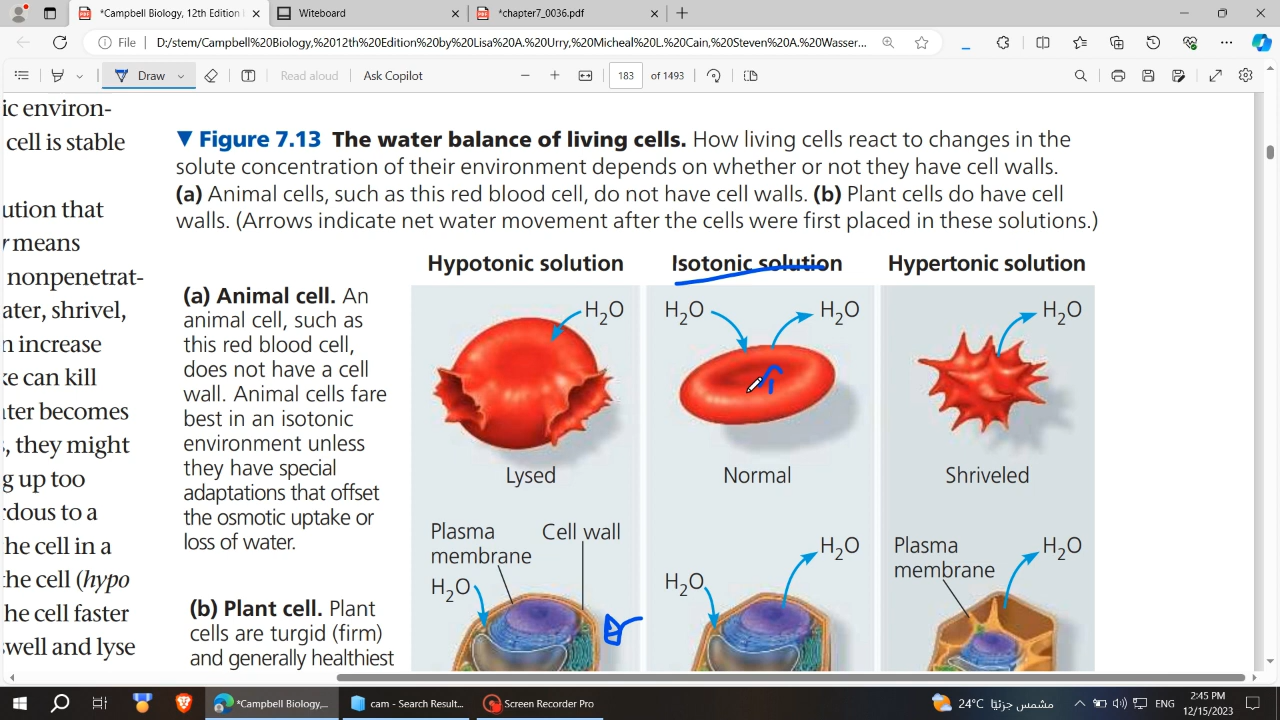 *Campbell Biology, 12th Edition
Witeboard
*chapter7_0036.pdf
File
D:/stem/Campbell%20Biology,%2012th%20Edition%20by%20Lisa%20A.%20Urry,%20Micheal%20L.%20Cain,%20Steven%20A.%20Wasser...
Draw
Read aloud
Ask Copilot
183 of 1493
ic environ-
cell is stable
ution that
r means
nonpenetrat-
ater, shrivel,
n increase
ke can kill
ater becomes
s, they might
g up too
rdous to a
he cell in a
the cell (hypo
he cell faster
swell and lyse
▼ Figure 7.13 The water balance of living cells. How living cells react to changes in the
solute concentration of their environment depends on whether or not they have cell walls.
(a) Animal cells, such as this red blood cell, do not have cell walls. (b) Plant cells do have cell
walls. (Arrows indicate net water movement after the cells were first placed in these solutions.)
Hypotonic solution
Isotonic solution
Hypertonic solution
(a) Animal cell. An
animal cell, such as
this red blood cell,
does not have a cell
wall. Animal cells fare
best in an isotonic
environment unless
they have special
adaptations that offset
the osmotic uptake or
loss of water.
H₂O
H₂O
H₂O
H₂O
Lysed
Normal
Shriveled
(b) Plant cell. Plant
cells are turgid (firm)
and generally healthiest
Plasma
membrane
Cell wall
H₂O
H₂O
H₂O
Plasma
membrane
H₂O
*Campbell Biology,...
cam - Search Result...
Screen Recorder Pro
24°C مشمس جزئيًا
ENG
2:45 PM
12/15/2023